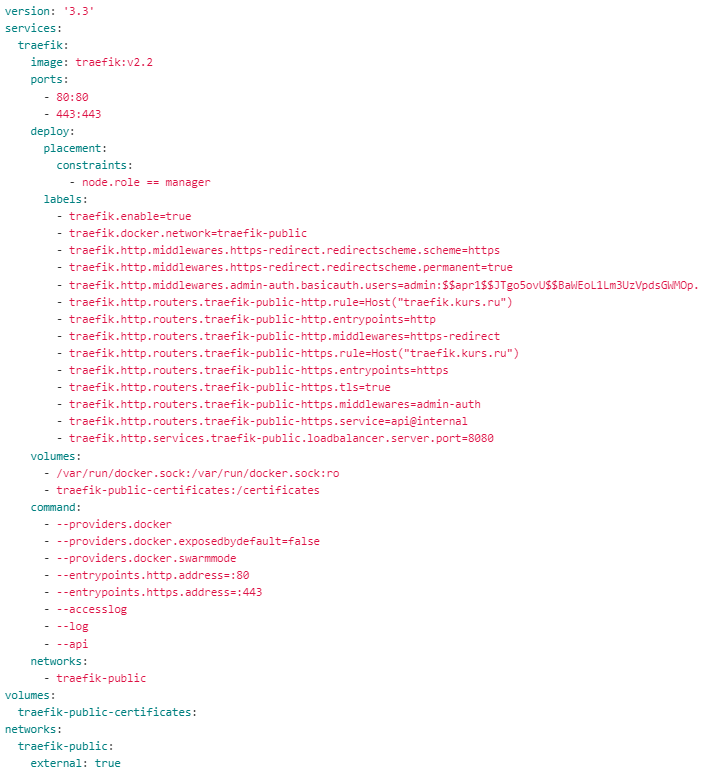 version: '3.3'
services:
  traefik:
    image: traefik:v2.2
    ports:
      - 80:80
      - 443:443
    deploy:
      placement:
        constraints:
          - node.role == manager
      labels:
        - traefik.enable=true
        - traefik.docker.network=traefik-public
        - traefik.http.middlewares.https-redirect.redirectscheme.scheme=https
        - traefik.http.middlewares.https-redirect.redirectscheme.permanent=true
        - traefik.http.middlewares.admin-auth.basicauth.users=admin:$$apr1$$JTgo5ovU$$BaWEoL1Lm3UzVpdsGWMOp.
        - traefik.http.routers.traefik-public-http.rule=Host("traefik.kurs.ru")
        - traefik.http.routers.traefik-public-http.entrypoints=http
        - traefik.http.routers.traefik-public-http.middlewares=https-redirect
        - traefik.http.routers.traefik-public-https.rule=Host("traefik.kurs.ru")
        - traefik.http.routers.traefik-public-https.entrypoints=https
        - traefik.http.routers.traefik-public-https.tls=true
        - traefik.http.routers.traefik-public-https.middlewares=admin-auth
        - traefik.http.routers.traefik-public-https.service=api@internal
        - traefik.http.services.traefik-public.loadbalancer.server.port=8080
    volumes:
      - /var/run/docker.sock:/var/run/docker.sock:ro
      - traefik-public-certificates:/certificates
    command:
      - --providers.docker
      - --providers.docker.exposedbydefault=false
      - --providers.docker.swarmmode
      - --entrypoints.http.address=:80
      - --entrypoints.https.address=:443
      - --accesslog
      - --log
      - --api
    networks:
      - traefik-public
volumes:
  traefik-public-certificates:
networks:
  traefik-public:
    external: true